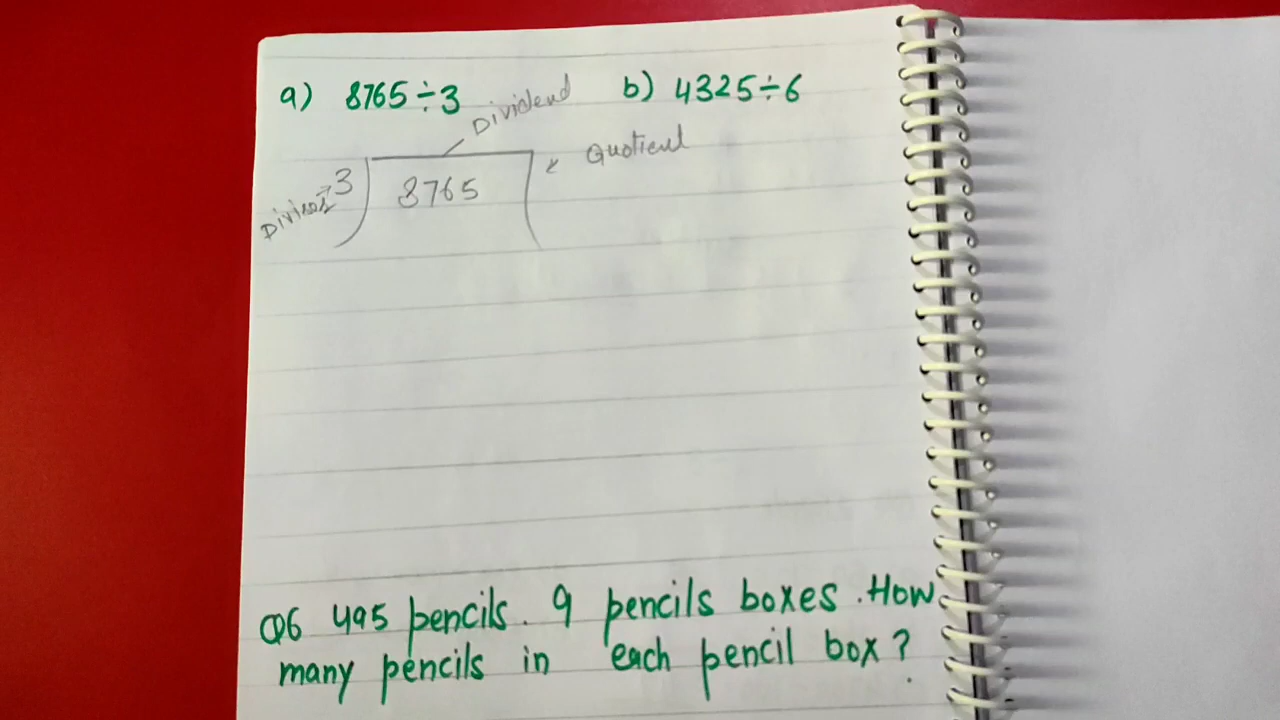 a) 8765÷3 b) 4325÷6
Dividend
Quotient
Divisor 3 8765
Q6 495 pencils. 9 pencils boxes. How
many pencils in each pencil box?